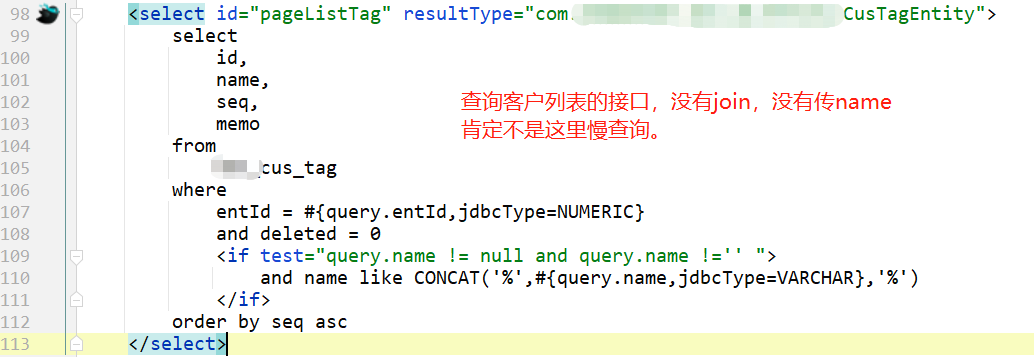 98 <select id="pageListTag" resultType="com. CusTagEntity">
99 select
100 id,
101 name,
102 seq,
103 memo
查询客户列表的接口，没有join，没有传name
肯定不是这里慢查询。
104 from
105 _cus_tag
106 where
107 entId = #{query.entId,jdbcType=NUMERIC}
108 and deleted = 0
109 <if test="query.name != null and query.name !='' ">
110 and name like CONCAT('%',#{query.name,jdbcType=VARCHAR},'%')
111 </if>
112 order by seq asc
113 </select>